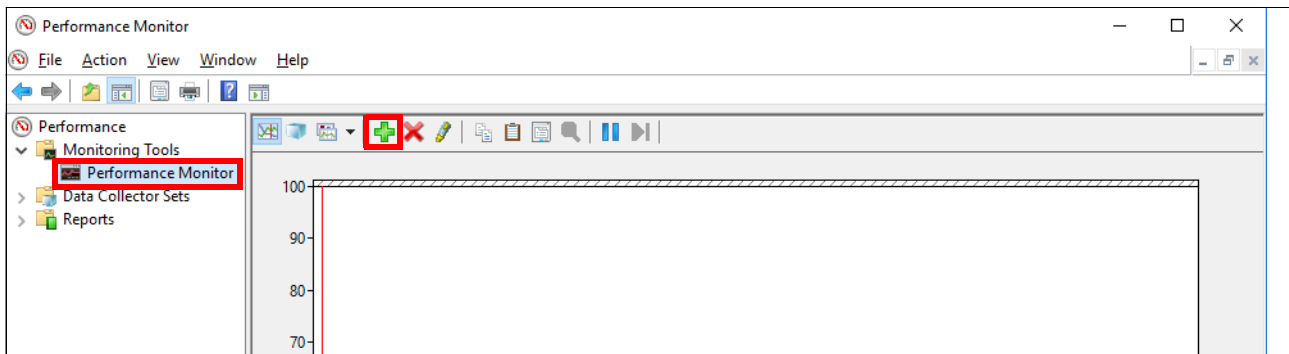 Performance Monitor
File Action View Window Help
Performance
Monitoring Tools
Performance Monitor
Data Collector Sets
Reports
100
90
80
70